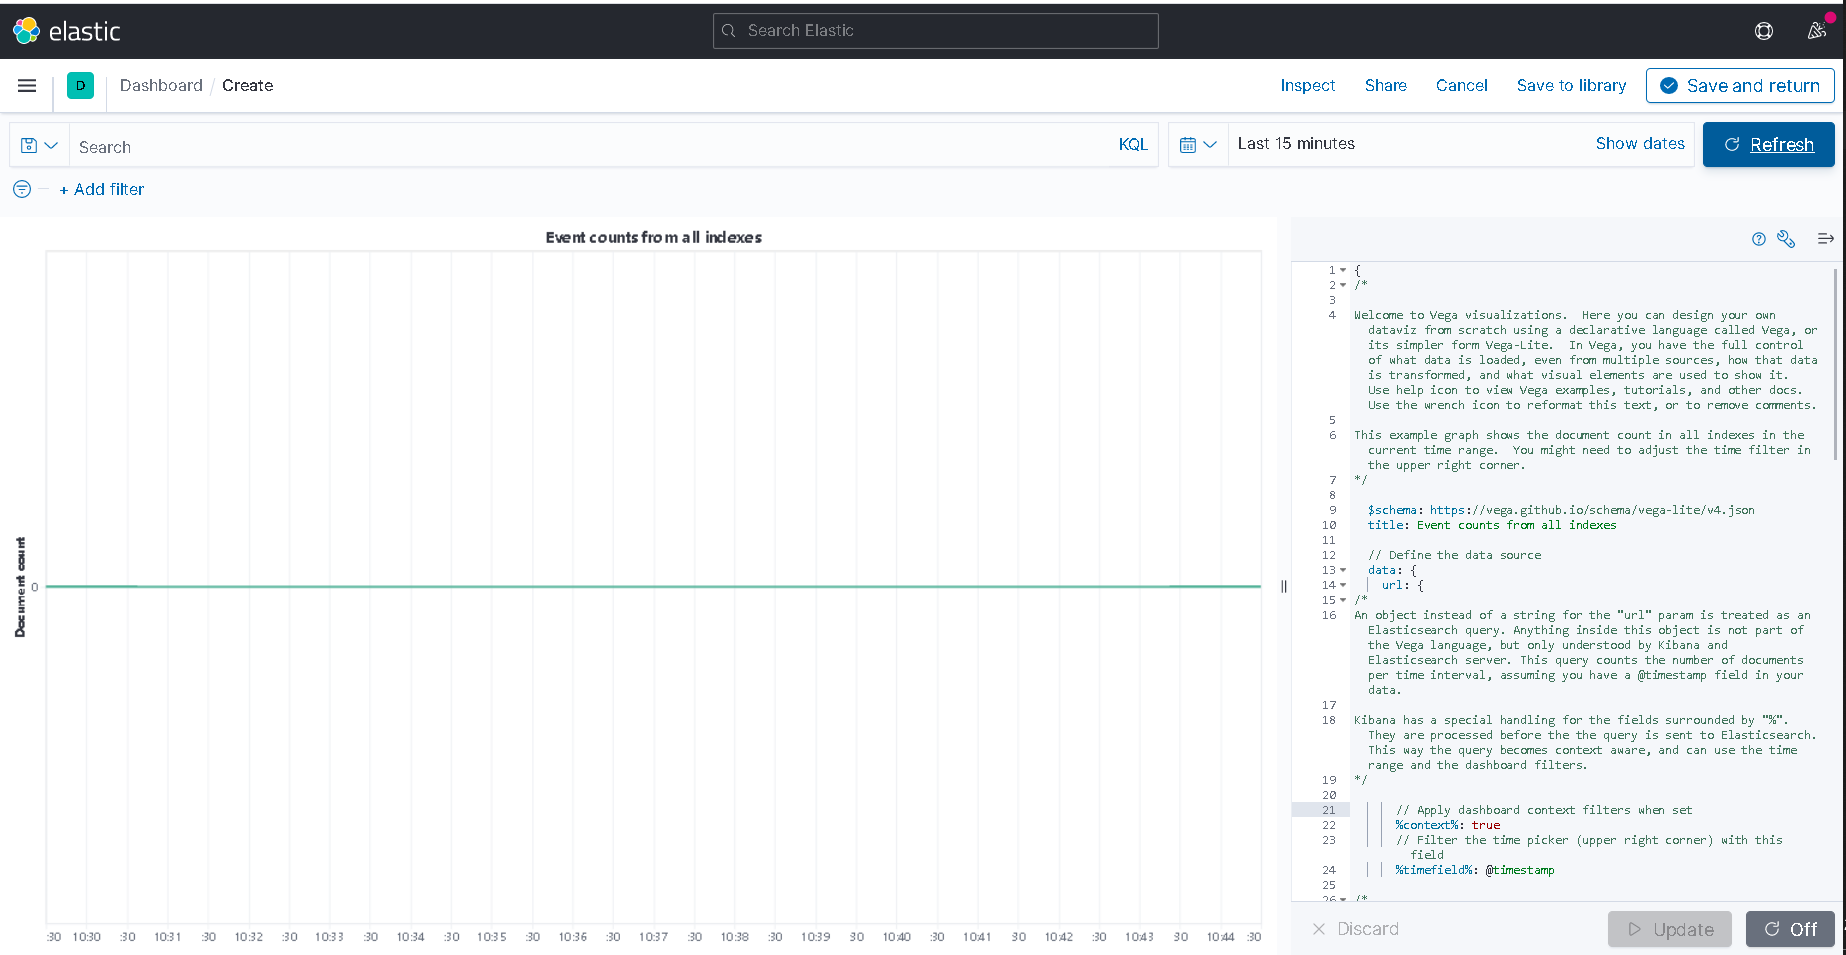 elastic
Search Elastic
D
Dashboard / Create
Inspect
Share
Cancel
Save to library
Save and return
Search
KQL
Last 15 minutes
Show dates
Refresh
+ Add filter
Event counts from all indexes
Document count
0
:30 10:30 :30 10:31 :30 10:32 :30 10:33 :30 10:34 :30 10:35 :30 10:36 :30 10:37 :30 10:38 :30 10:39 :30 10:40 :30 10:41 :30 10:42 :30 10:43 :30 10:44 :30
1 {
2 /*
3
4 Welcome to Vega visualizations.  Here you can design your own
dataviz from scratch using a declarative language called Vega, or
its simpler form Vega-Lite.  In Vega, you have the full control
of what data is loaded, even from multiple sources, how that data
is transformed, and what visual elements are used to show it.
Use help icon to view Vega examples, tutorials, and other docs.
Use the wrench icon to reformat this text, or to remove comments.
5
6 This example graph shows the document count in all indexes in the
current time range.  You might need to adjust the time filter in
the upper right corner.
7 */
8
9 $schema: https://vega.github.io/schema/vega-lite/v4.json
10 title: Event counts from all indexes
11
12 // Define the data source
13 data: {
14 url: {
15 /*
16 An object instead of a string for the "url" param is treated as an
Elasticsearch query. Anything inside this object is not part of
the Vega language, but only understood by Kibana and
Elasticsearch server. This query counts the number of documents
per time interval, assuming you have a @timestamp field in your
data.
17
18 Kibana has a special handling for the fields surrounded by "%".
They are processed before the the query is sent to Elasticsearch.
This way the query becomes context aware, and can use the time
range and the dashboard filters.
19 */
20
21 // Apply dashboard context filters when set
22 %context%: true
23 // Filter the time picker (upper right corner) with this
field
24 %timefield%: @timestamp
25
26 /*
Discard
Update
Off